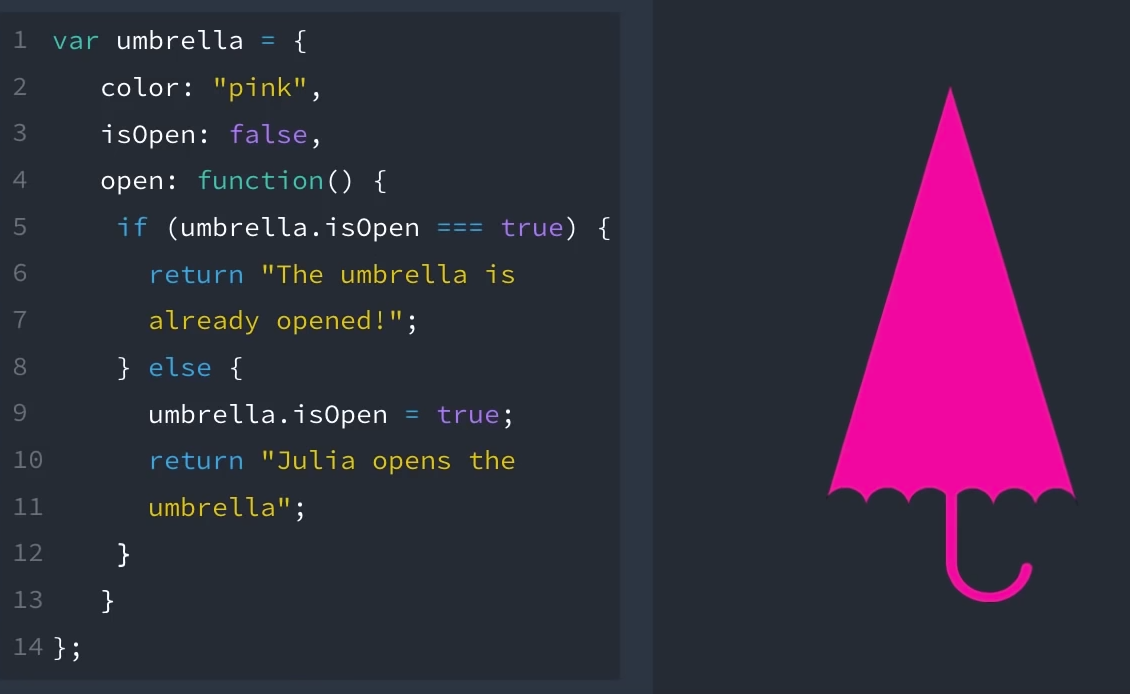 1 var umbrella = {
2 color: "pink",
3 isOpen: false,
4 open: function() {
5 if (umbrella.isOpen === true) {
6 return "The umbrella is
7 already opened!";
8 } else {
9 umbrella.isOpen = true;
10 return "Julia opens the
11 umbrella";
12 }
13 }
14 };